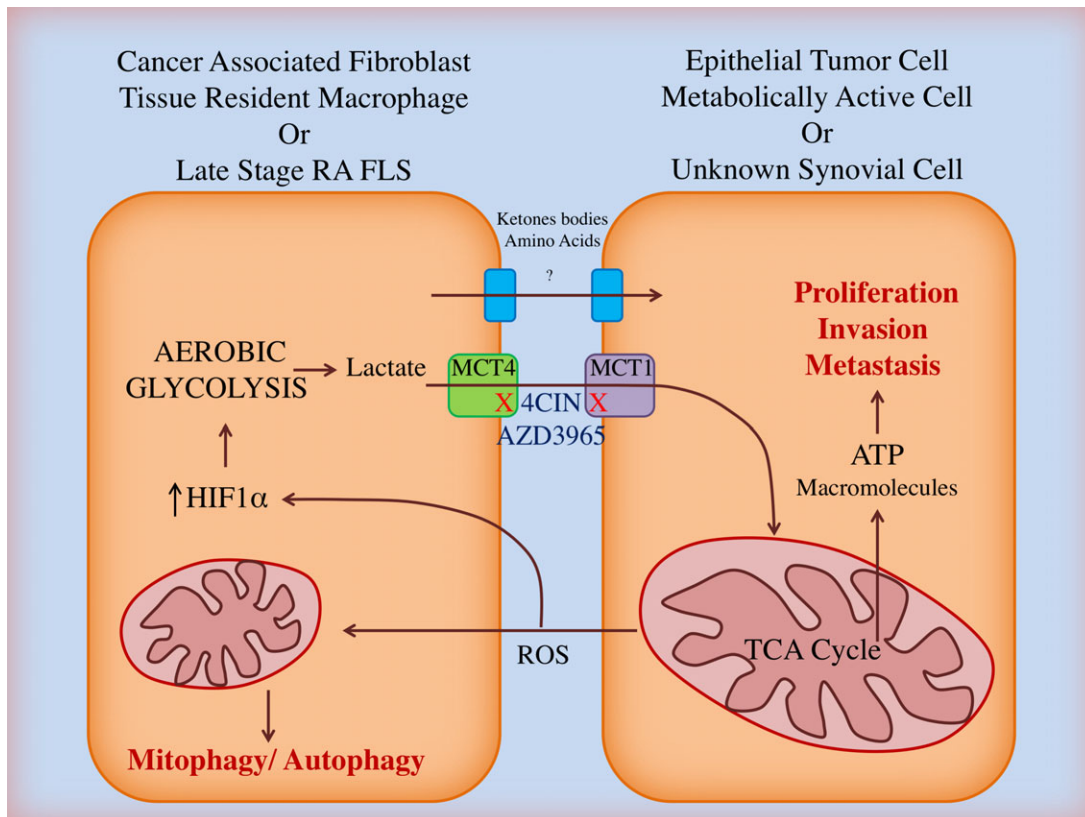 Cancer Associated Fibroblast
Tissue Resident Macrophage
Or
Late Stage RA FLS
Epithelial Tumor Cell
Metabolically Active Cell
Or
Unknown Synovial Cell
Ketones bodies
Amino Acids
?
Proliferation
Invasion
Metastasis
AEROBIC
GLYCOLYSIS
Lactate
MCT4
MCT1
X 4CIN X
AZD3965
ATP
Macromolecules
↑HIF1α
TCA Cycle
ROS
Mitophagy/ Autophagy